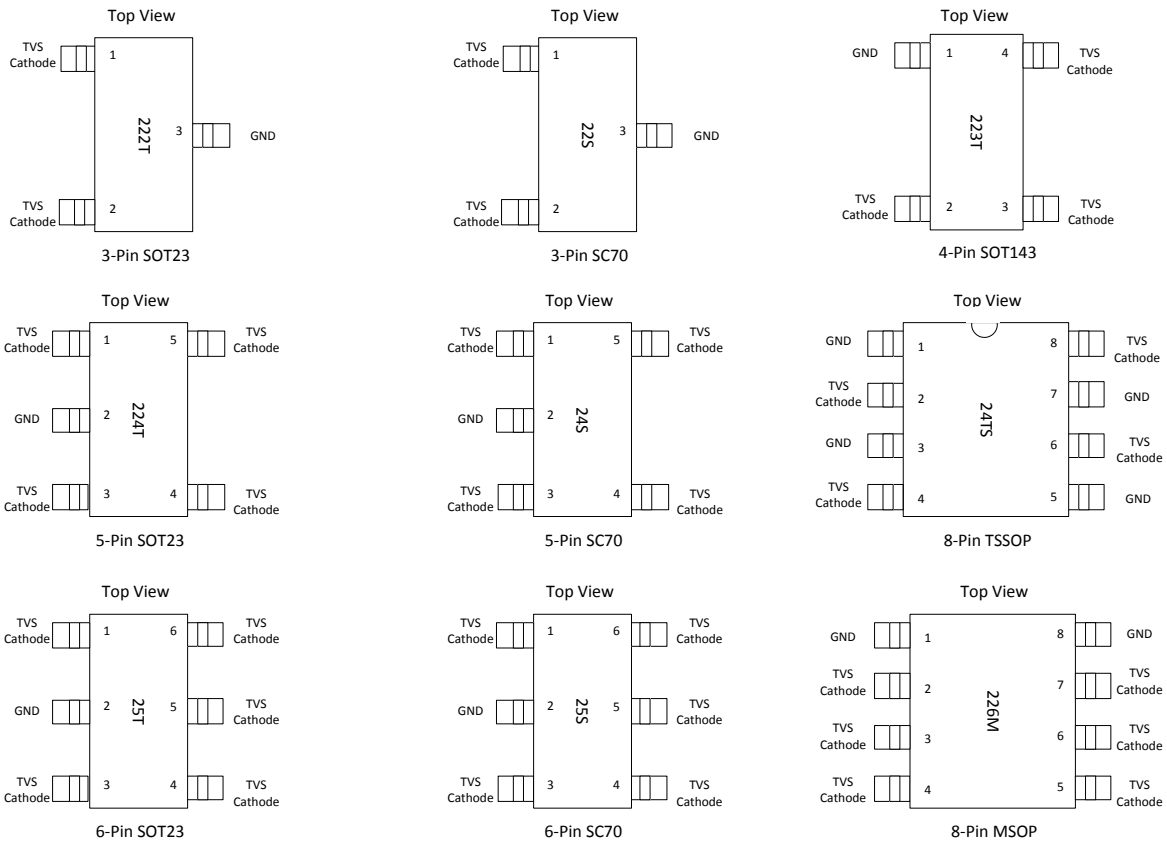 Top View
TVS
Cathode
1
222T
3
GND
TVS
Cathode
2
3-Pin SOT23
Top View
TVS
Cathode
1
22S
3
GND
TVS
Cathode
2
3-Pin SC70
Top View
GND
1
4
TVS
Cathode
223T
TVS
Cathode
2
3
TVS
Cathode
4-Pin SOT143
Top View
TVS
Cathode
1
5
TVS
Cathode
GND
2
224T
TVS
Cathode
3
4
TVS
Cathode
5-Pin SOT23
Top View
TVS
Cathode
1
5
TVS
Cathode
GND
2
24S
TVS
Cathode
3
4
TVS
Cathode
5-Pin SC70
Top View
GND
1
8
TVS
Cathode
TVS
Cathode
2
7
GND
24TS
GND
3
6
TVS
Cathode
TVS
Cathode
4
5
GND
8-Pin TSSOP
Top View
TVS
Cathode
1
6
TVS
Cathode
GND
2
25T
5
TVS
Cathode
TVS
Cathode
3
4
TVS
Cathode
6-Pin SOT23
Top View
TVS
Cathode
1
6
TVS
Cathode
GND
2
25S
5
TVS
Cathode
TVS
Cathode
3
4
TVS
Cathode
6-Pin SC70
Top View
GND
1
8
GND
TVS
Cathode
2
7
TVS
Cathode
226M
TVS
Cathode
3
6
TVS
Cathode
TVS
Cathode
4
5
TVS
Cathode
8-Pin MSOP